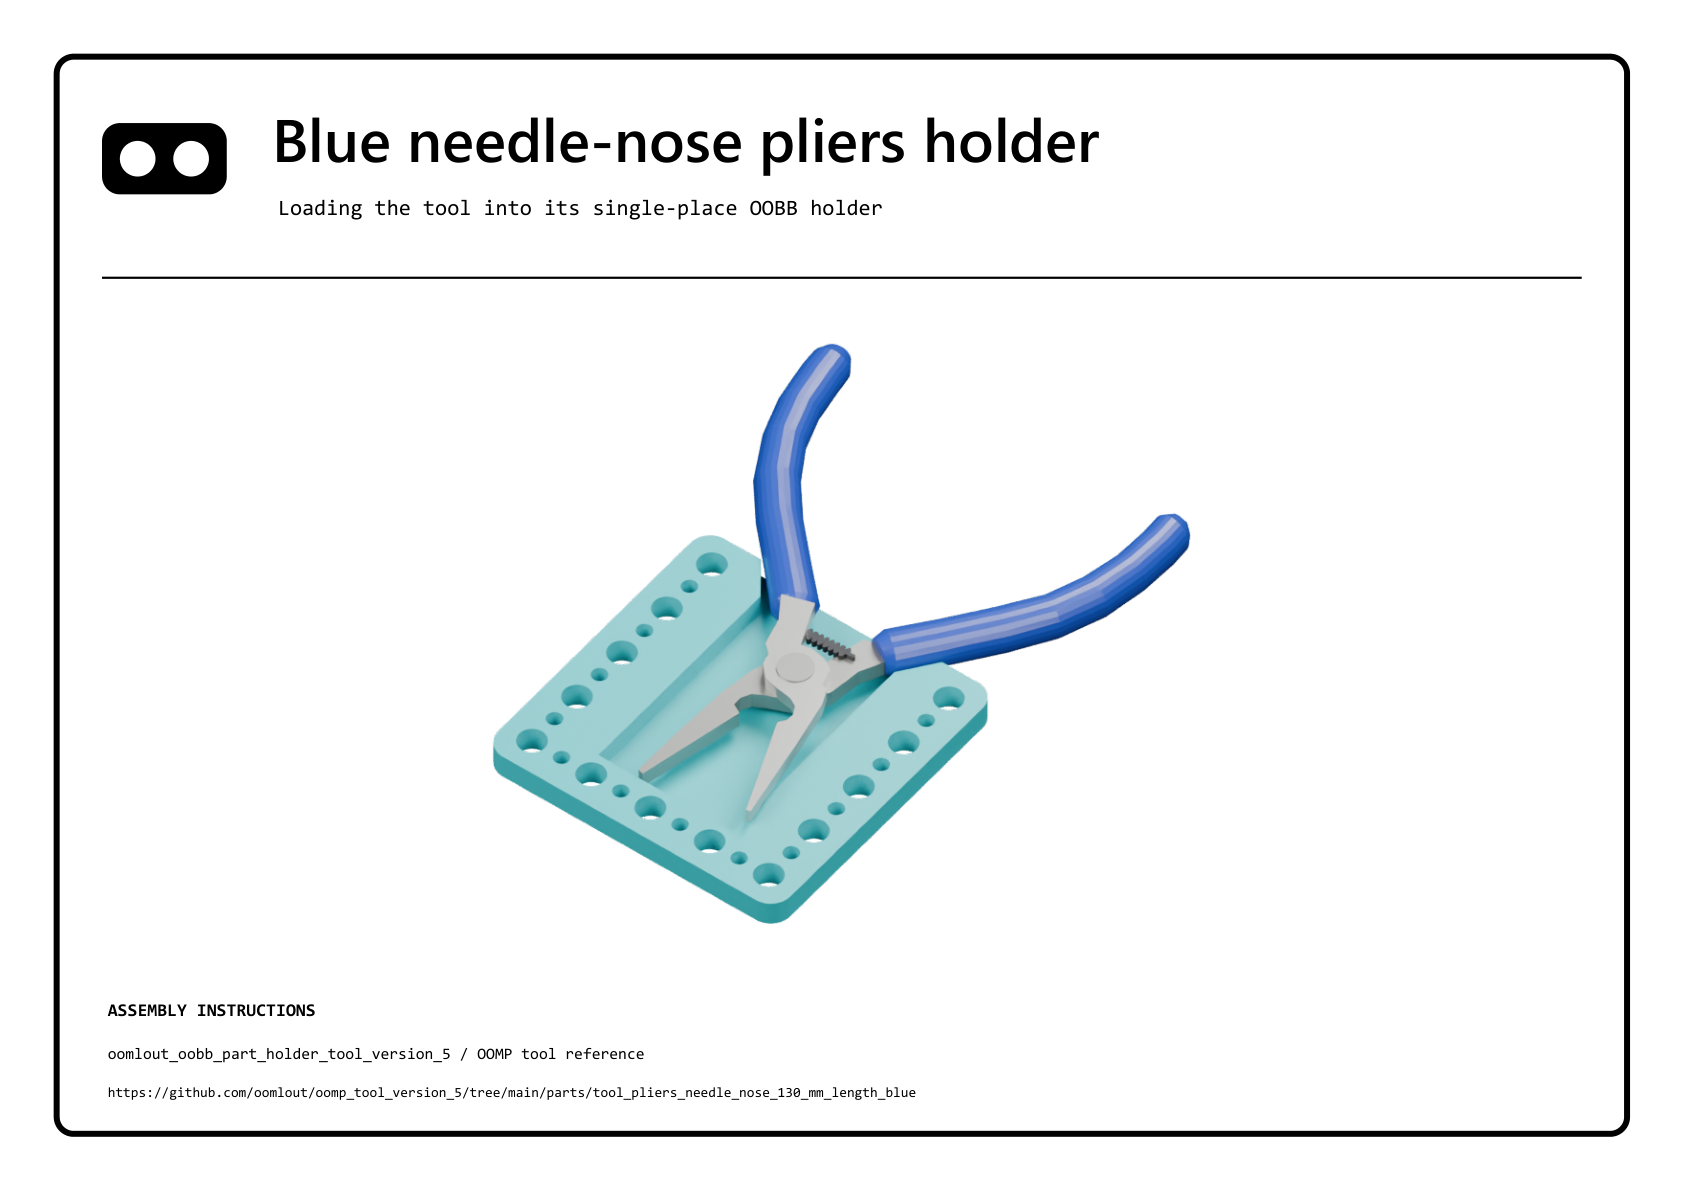 Blue needle-nose pliers holder
Loading the tool into its single-place OOBB holder
ASSEMBLY INSTRUCTIONS
oomlout_oobb_part_holder_tool_version_5 / OOMP tool reference
https://github.com/oomlout/oomp_tool_version_5/tree/main/parts/tool_pliers_needle_nose_130_mm_length_blue